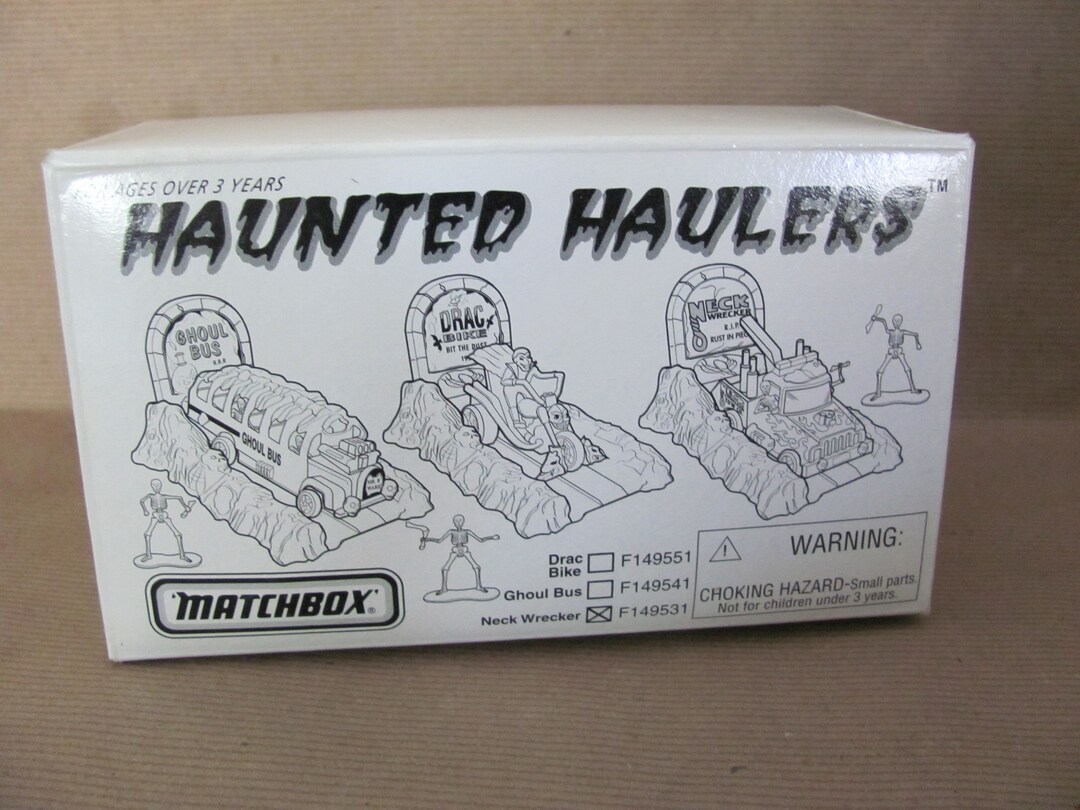 AGES OVER 3 YEARS
HAUNTED HAULERS™
GHOUL
BUS
R.R.P.
GHOUL BUS
DRAC
BIKE
BIT THE DUST
NECK
WRECKER
R.I.P.
RUST IN
MATCHBOX®
Drac
Bike
F149551
Ghoul Bus
F149541
Neck Wrecker
F149531
WARNING:
CHOKING HAZARD-Small parts.
Not for children under 3 years.